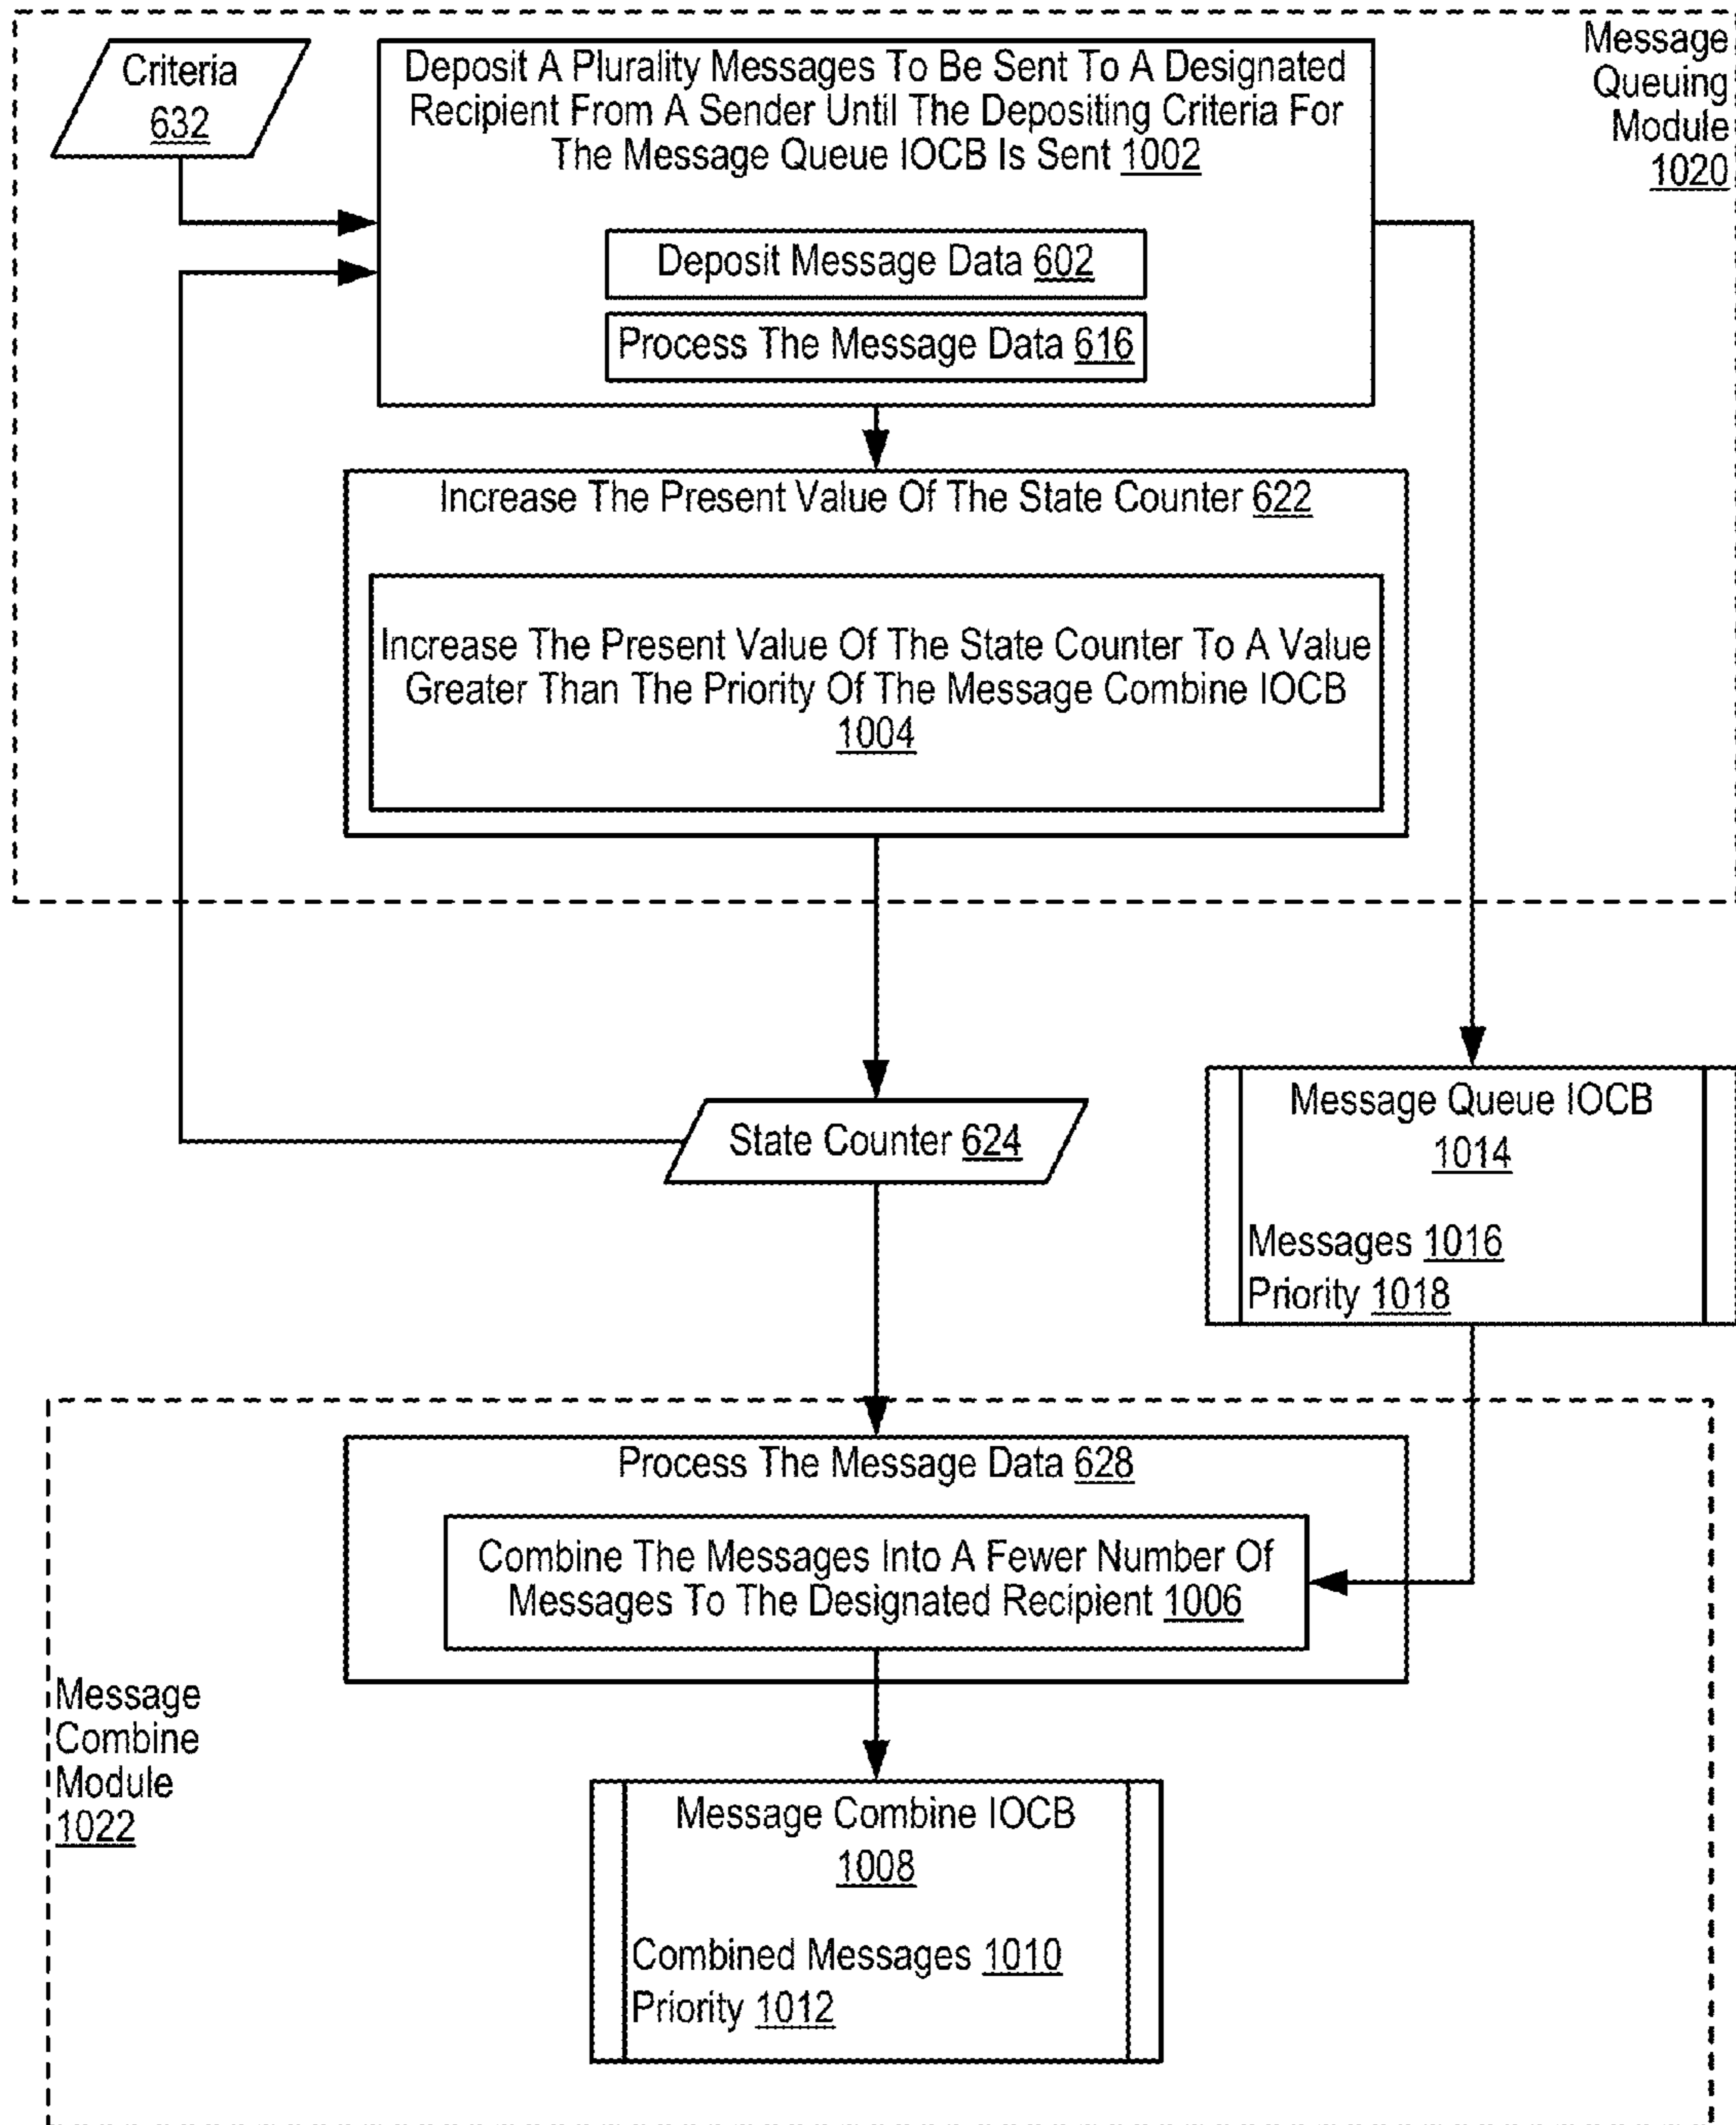 Message
Queuing
Module
1020
Criteria
632
Deposit A Plurality Messages To Be Sent To A Designated
Recipient From A Sender Until The Depositing Criteria For
The Message Queue IOCB Is Sent 1002
Deposit Message Data 602
Process The Message Data 616
Increase The Present Value Of The State Counter 622
Increase The Present Value Of The State Counter To A Value
Greater Than The Priority Of The Message Combine IOCB
1004
State Counter 624
Message Queue IOCB
1014
Messages 1016
Priority 1018
Process The Message Data 628
Combine The Messages Into A Fewer Number Of
Messages To The Designated Recipient 1006
Message
Combine
Module
1022
Message Combine IOCB
1008
Combined Messages 1010
Priority 1012